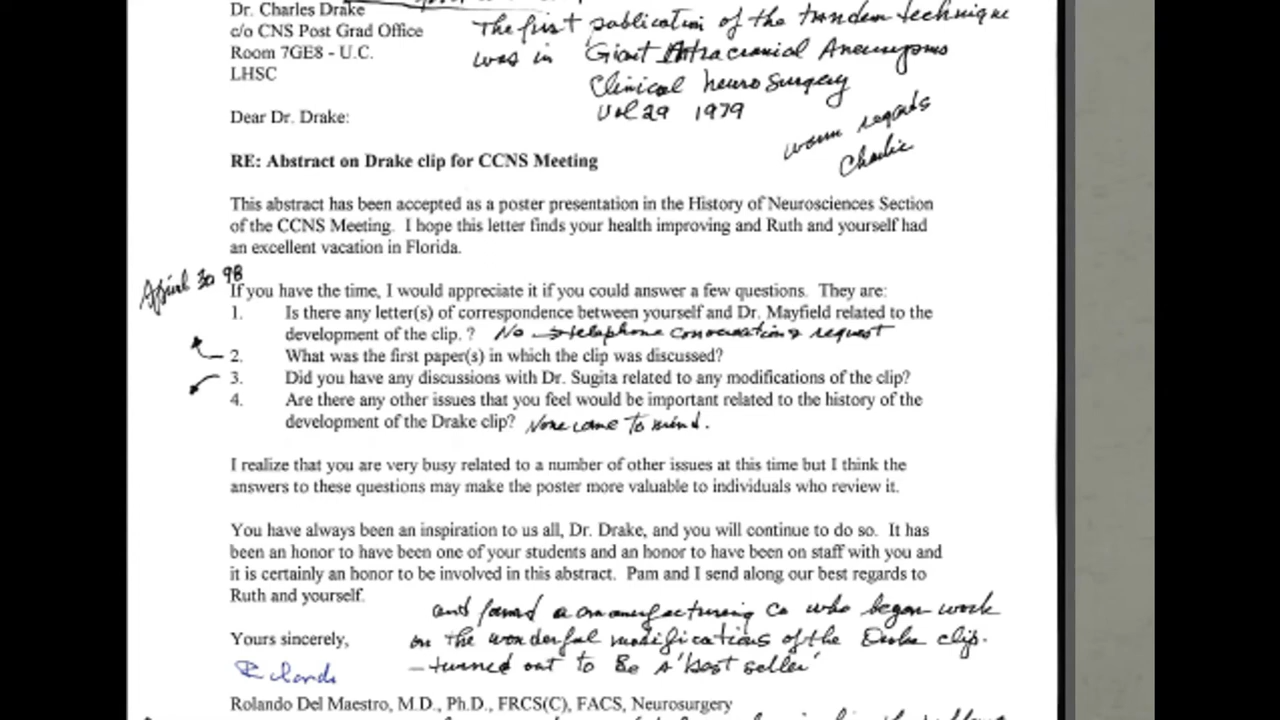 Dr. Charles Drake
c/o CNS Post Grad Office
Room 7GE8 - U.C.
LHSC
The first publication of the tandem technique
was in Giant Intracranial Aneurysms
Clinical neurosurgery
Vol 29 1979
warm regards
Charlie
Dear Dr. Drake:
RE: Abstract on Drake clip for CCNS Meeting
This abstract has been accepted as a poster presentation in the History of Neurosciences Section
of the CCNS Meeting. I hope this letter finds your health improving and Ruth and yourself had
an excellent vacation in Florida.
April 30 98
If you have the time, I would appreciate it if you could answer a few questions. They are:
1. Is there any letter(s) of correspondence between yourself and Dr. Mayfield related to the
development of the clip. ? No → telephone conversation & request
2. What was the first paper(s) in which the clip was discussed?
3. Did you have any discussions with Dr. Sugita related to any modifications of the clip?
4. Are there any other issues that you feel would be important related to the history of the
development of the Drake clip? None come to mind.
I realize that you are very busy related to a number of other issues at this time but I think the
answers to these questions may make the poster more valuable to individuals who review it.
You have always been an inspiration to us all, Dr. Drake, and you will continue to do so. It has
been an honor to have been one of your students and an honor to have been on staff with you and
it is certainly an honor to be involved in this abstract. Pam and I send along our best regards to
Ruth and yourself.
and found a manufacturing Co who began work
on the wonderful modifications of the Drake clip.
– turned out to be a 'best seller'
Yours sincerely,
Rolando
Rolando Del Maestro, M.D., Ph.D., FRCS(C), FACS, Neurosurgery